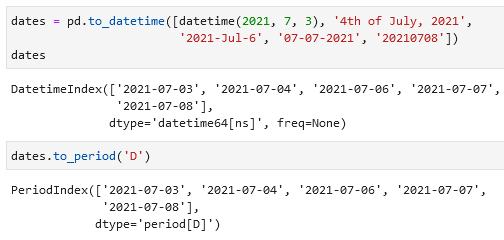 dates = pd.to_datetime([datetime(2021, 7, 3), '4th of July, 2021',
                        '2021-Jul-6', '07-07-2021', '20210708'])
dates
DatetimeIndex(['2021-07-03', '2021-07-04', '2021-07-06', '2021-07-07',
               '2021-07-08'],
              dtype='datetime64[ns]', freq=None)
dates.to_period('D')
PeriodIndex(['2021-07-03', '2021-07-04', '2021-07-06', '2021-07-07',
             '2021-07-08'],
            dtype='period[D]')